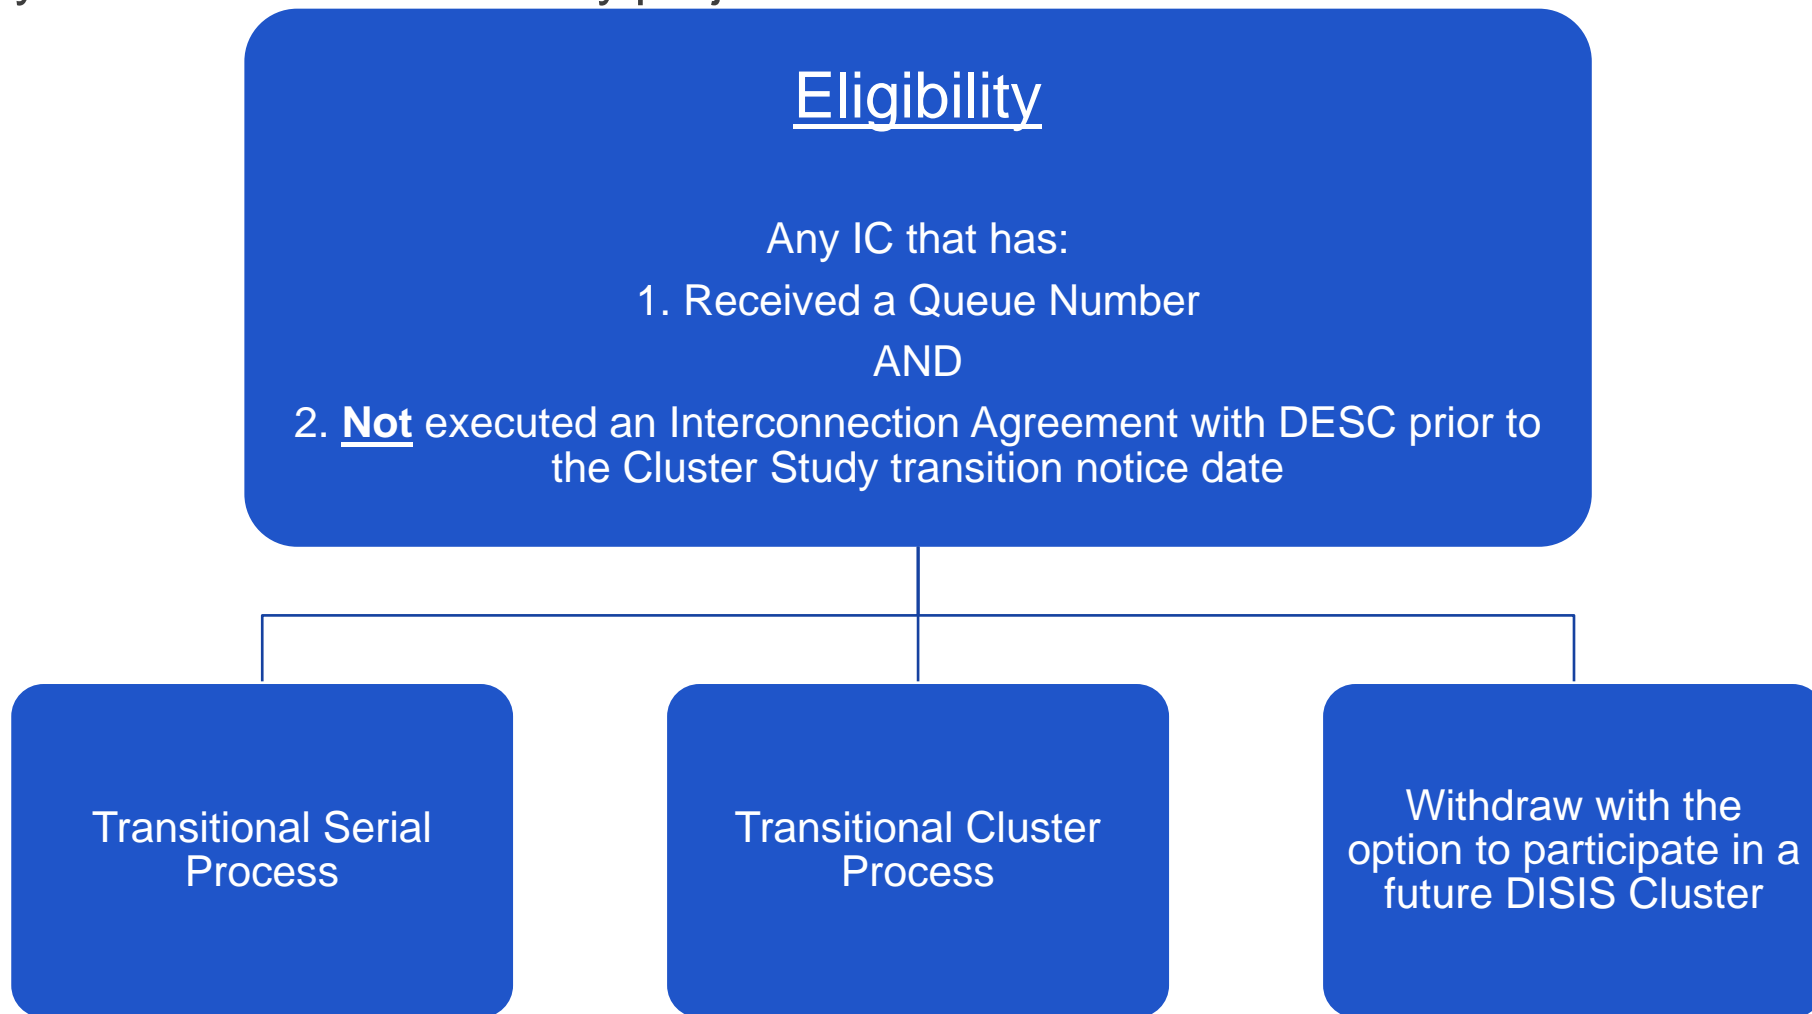 Eligibility
Any IC that has:
1. Received a Queue Number
AND
2. Not executed an Interconnection Agreement with DESC prior to
the Cluster Study transition notice date
Transitional Serial
Process
Transitional Cluster
Process
Withdraw with the
option to participate in a
future DISIS Cluster